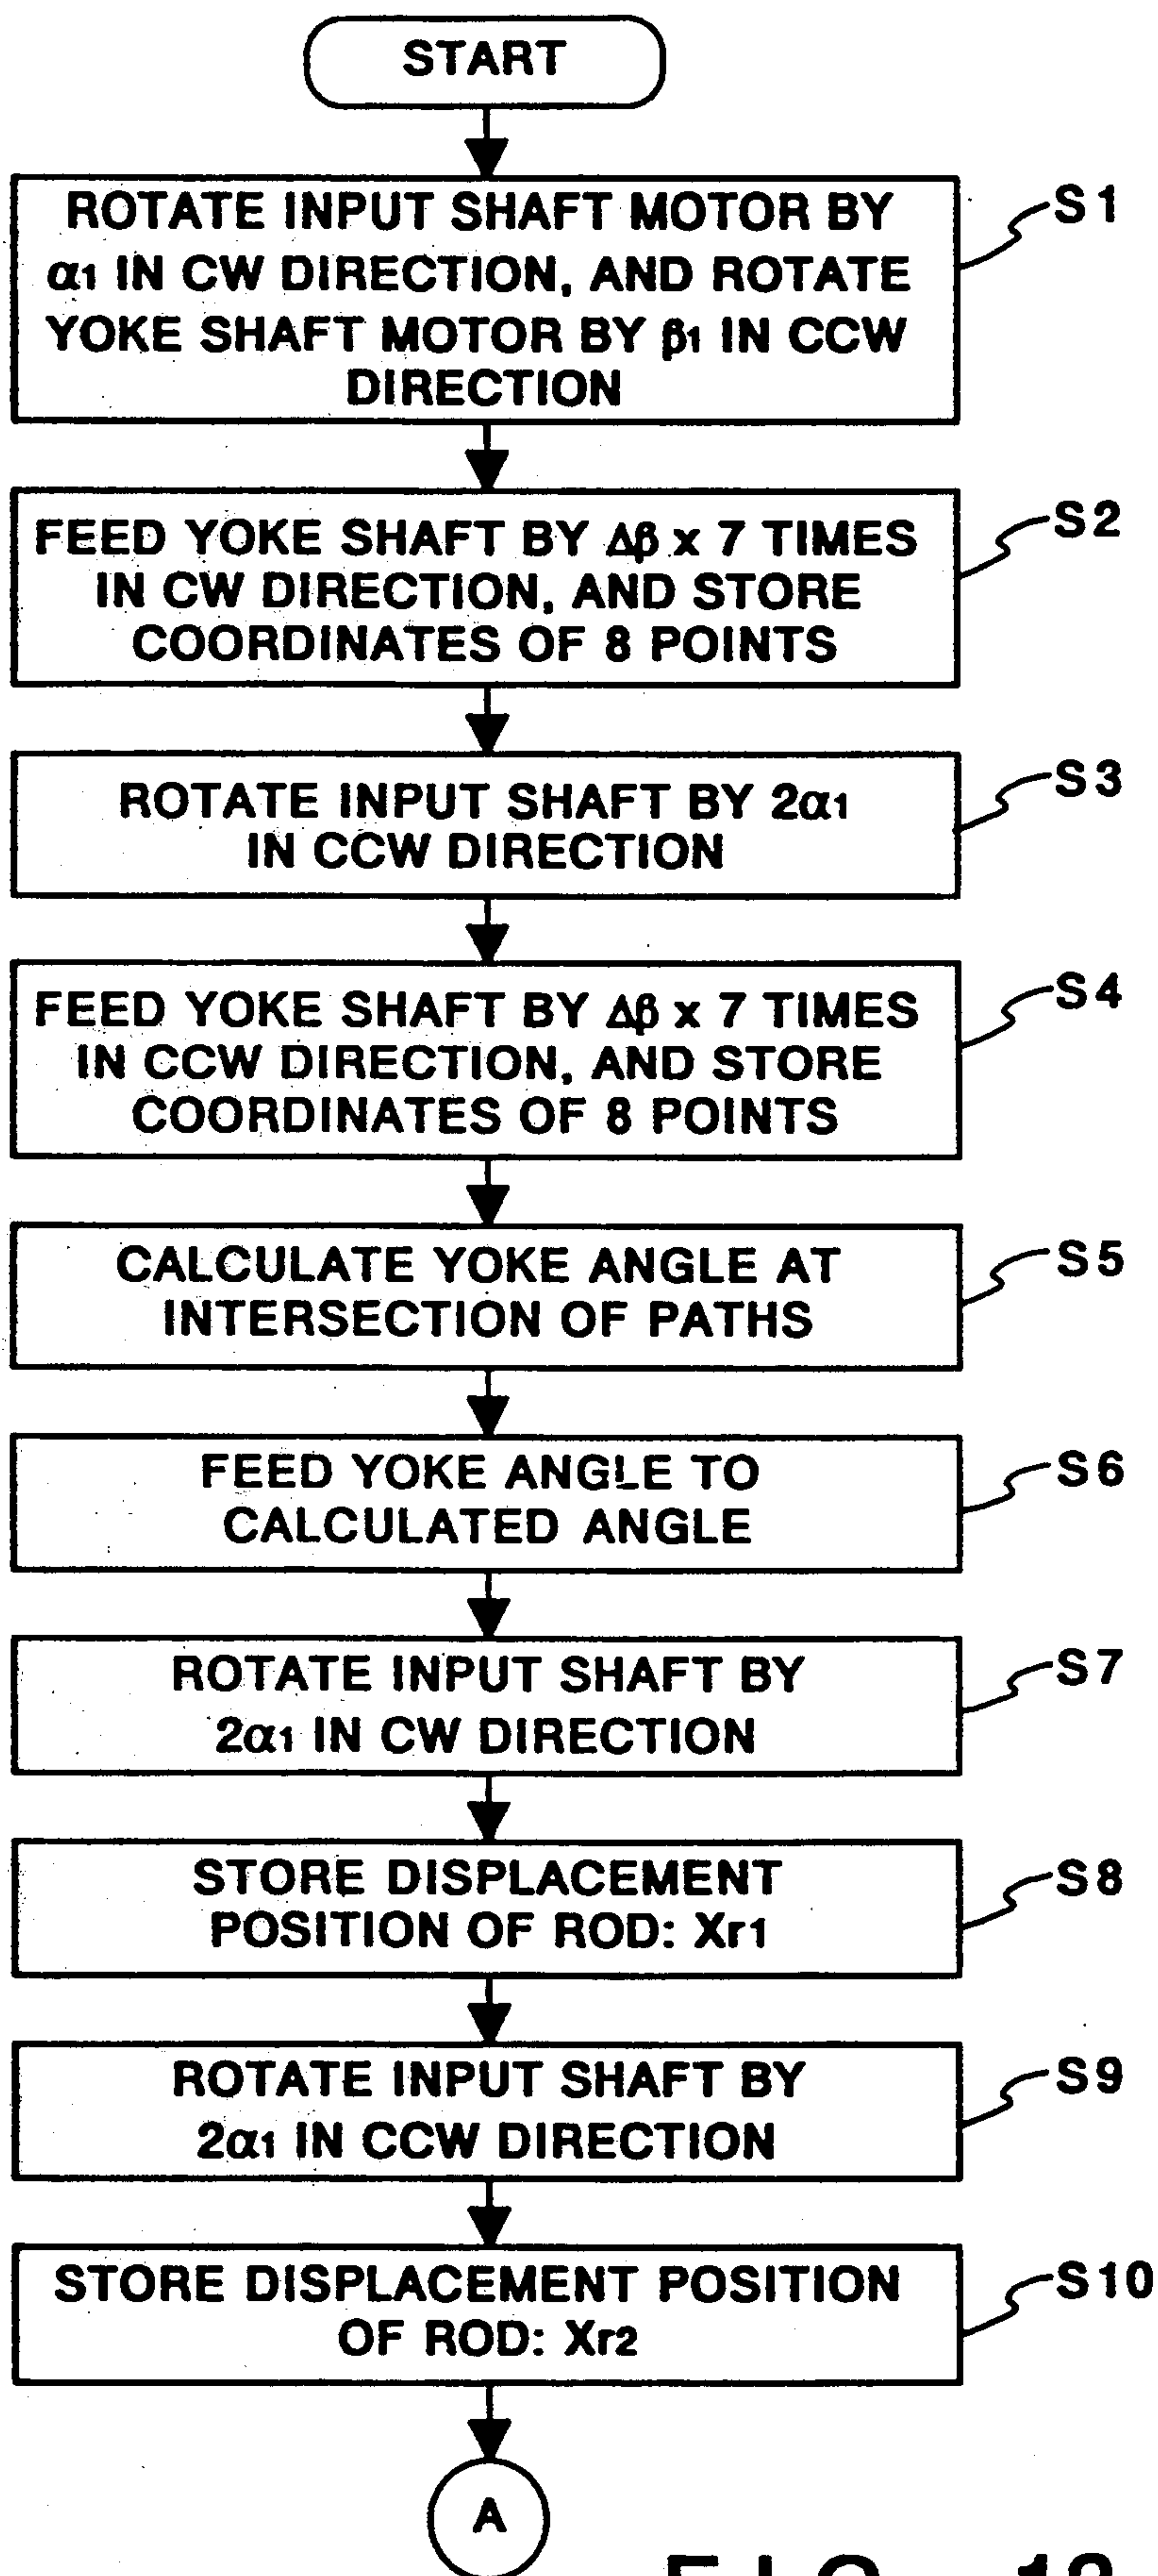 START
ROTATE INPUT SHAFT MOTOR BY
α1 IN CW DIRECTION, AND ROTATE
YOKE SHAFT MOTOR BY β1 IN CCW
DIRECTION
S1
FEED YOKE SHAFT BY Δβ x 7 TIMES
IN CW DIRECTION, AND STORE
COORDINATES OF 8 POINTS
S2
ROTATE INPUT SHAFT BY 2α1
IN CCW DIRECTION
S3
FEED YOKE SHAFT BY Δβ x 7 TIMES
IN CCW DIRECTION, AND STORE
COORDINATES OF 8 POINTS
S4
CALCULATE YOKE ANGLE AT
INTERSECTION OF PATHS
S5
FEED YOKE ANGLE TO
CALCULATED ANGLE
S6
ROTATE INPUT SHAFT BY
2α1 IN CW DIRECTION
S7
STORE DISPLACEMENT
POSITION OF ROD: Xr1
S8
ROTATE INPUT SHAFT BY
2α1 IN CCW DIRECTION
S9
STORE DISPLACEMENT POSITION
OF ROD: Xr2
S10
A